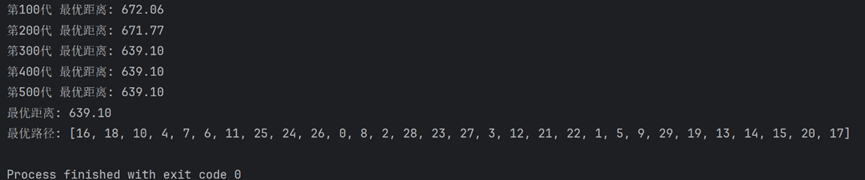 第100代 最优距离: 672.06
第200代 最优距离: 671.77
第300代 最优距离: 639.10
第400代 最优距离: 639.10
第500代 最优距离: 639.10
最优距离: 639.10
最优路径: [16, 18, 10, 4, 7, 6, 11, 25, 24, 26, 0, 8, 2, 28, 23, 27, 3, 12, 21, 22, 1, 5, 9, 29, 19, 13, 14, 15, 20, 17]
Process finished with exit code 0